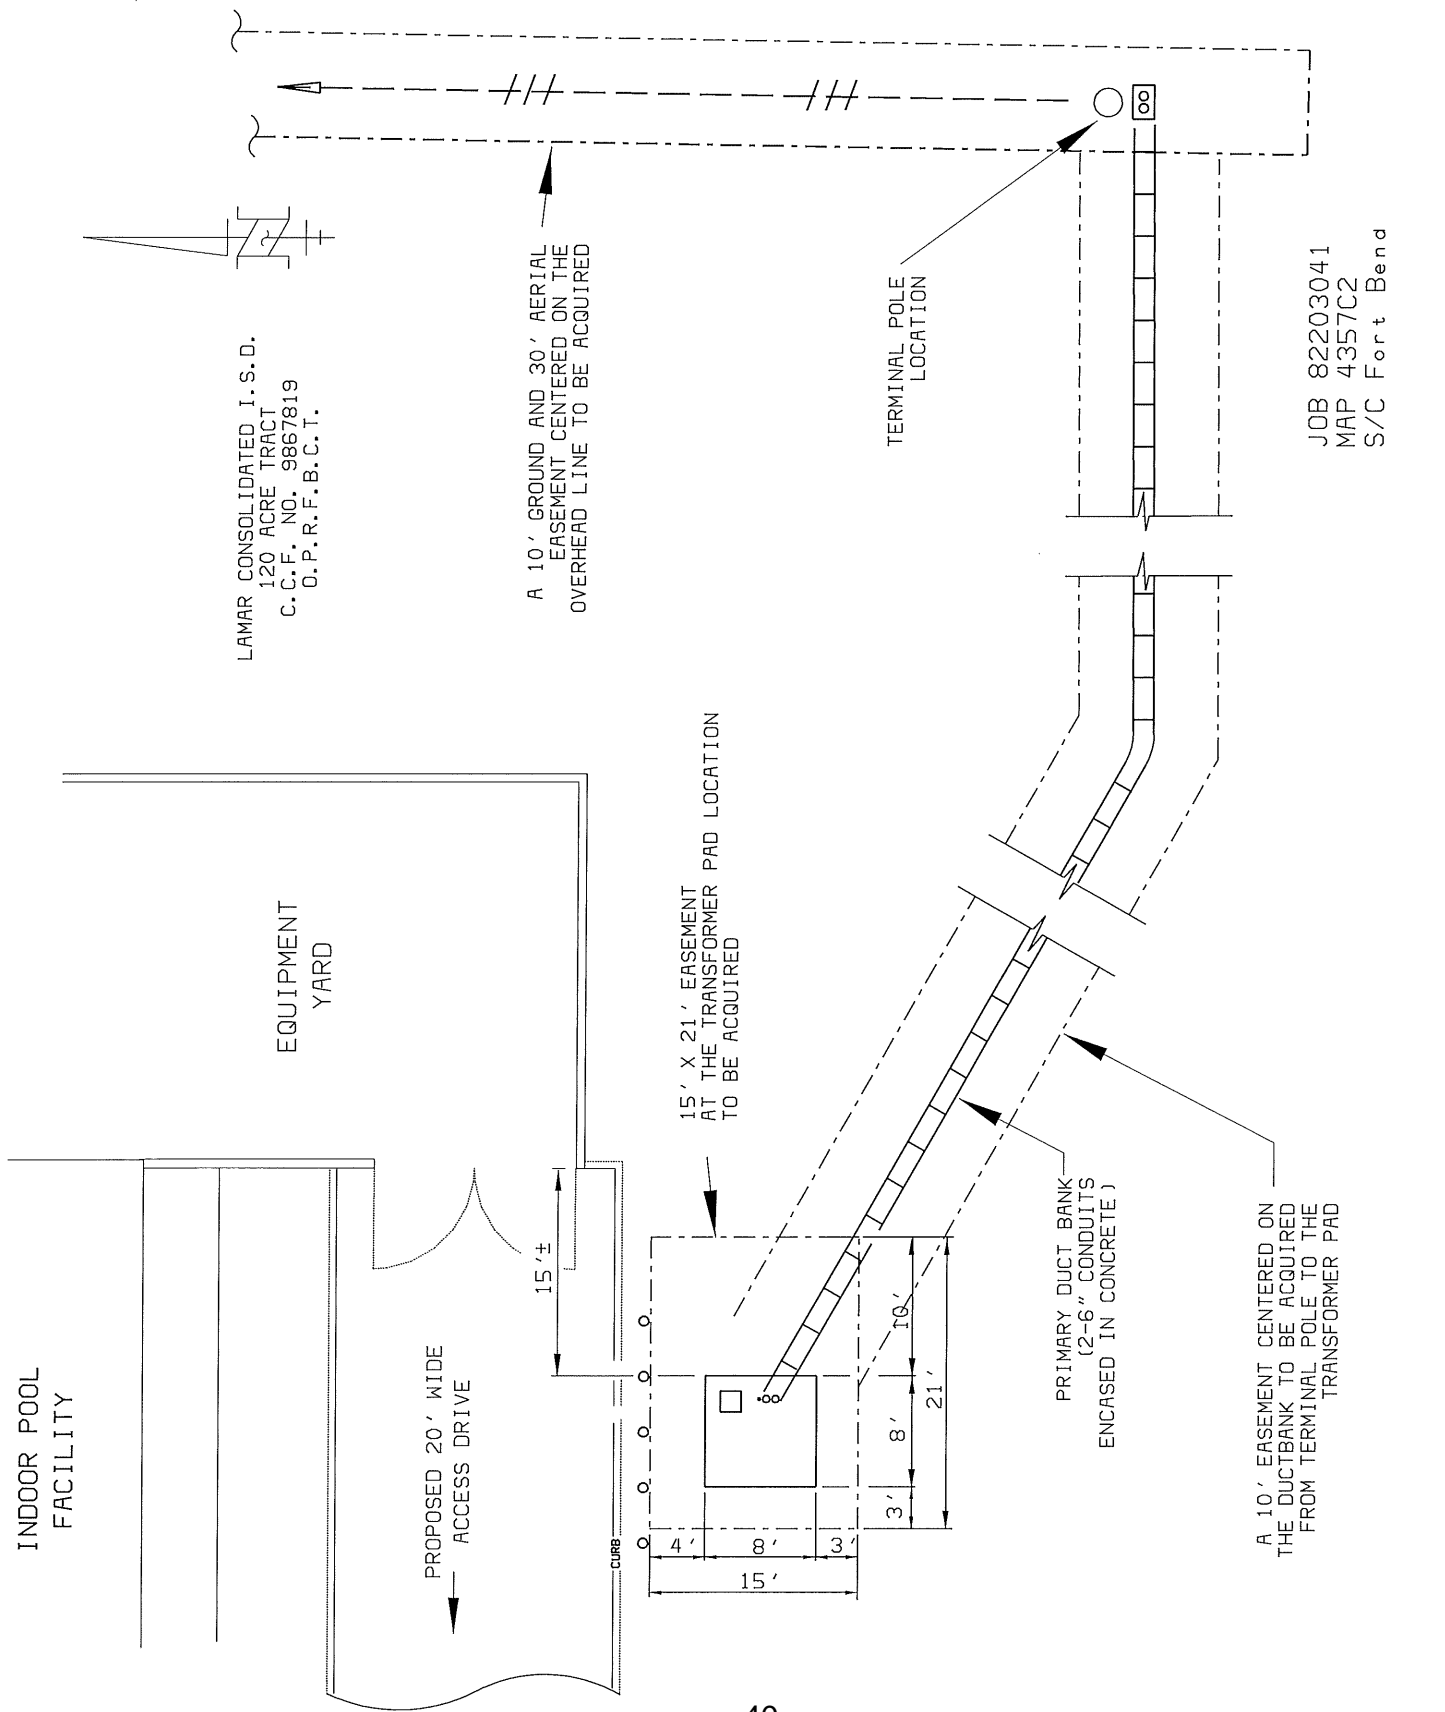 INDOOR POOL
FACILITY
EQUIPMENT
YARD
PROPOSED 20' WIDE
ACCESS DRIVE
CURB
15'±
LAMAR CONSOLIDATED I.S.D.
120 ACRE TRACT
C.C.F. NO. 9867819
O.P.R.F.B.C.T.
A 10' GROUND AND 30' AERIAL
EASEMENT CENTERED ON THE
OVERHEAD LINE TO BE ACQUIRED
15' X 21' EASEMENT
AT THE TRANSFORMER PAD LOCATION
TO BE ACQUIRED
TERMINAL POLE
LOCATION
4'
8'
3'
15'
3'
8'
10'
21'
PRIMARY DUCT BANK
(2-6" CONDUITS
ENCASED IN CONCRETE)
A 10' EASEMENT CENTERED ON
THE DUCTBANK TO BE ACQUIRED
FROM TERMINAL POLE TO THE
TRANSFORMER PAD
JOB 82203041
MAP 4357C2
S/C Fort Bend